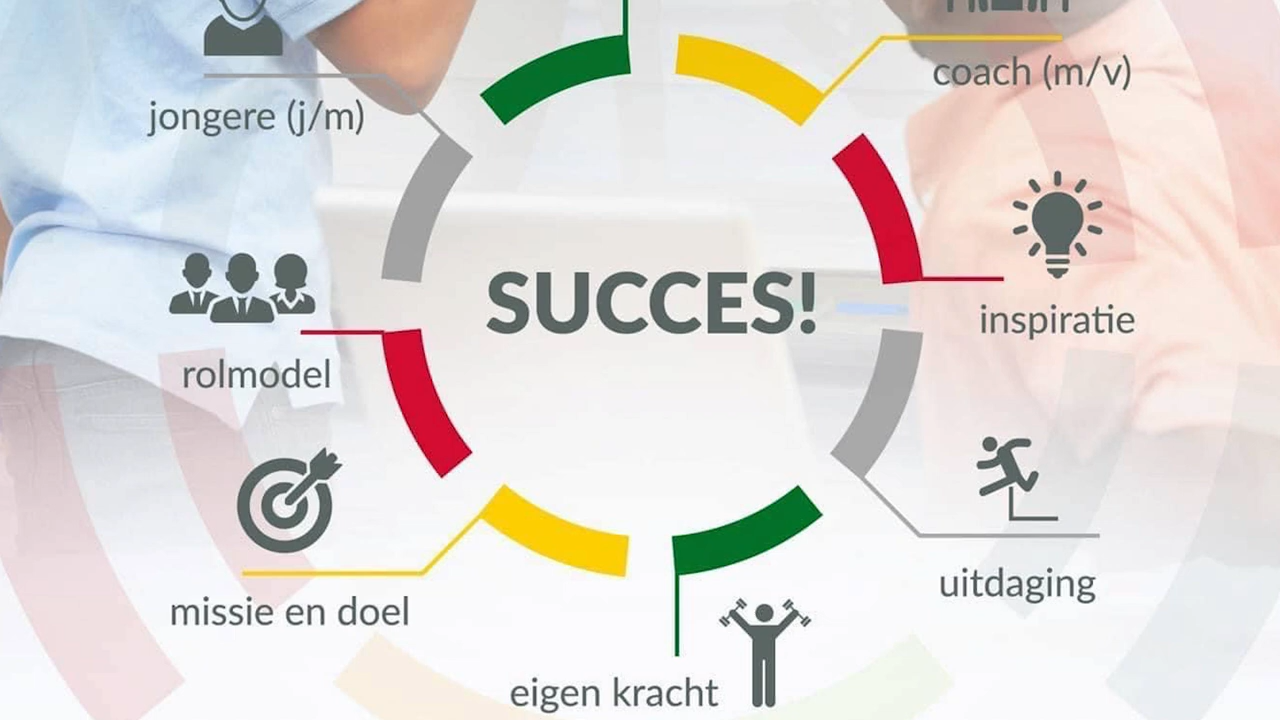 coach (m/v)
jongere (j/m)
SUCCES!
inspiratie
rolmodel
uitdaging
missie en doel
eigen kracht